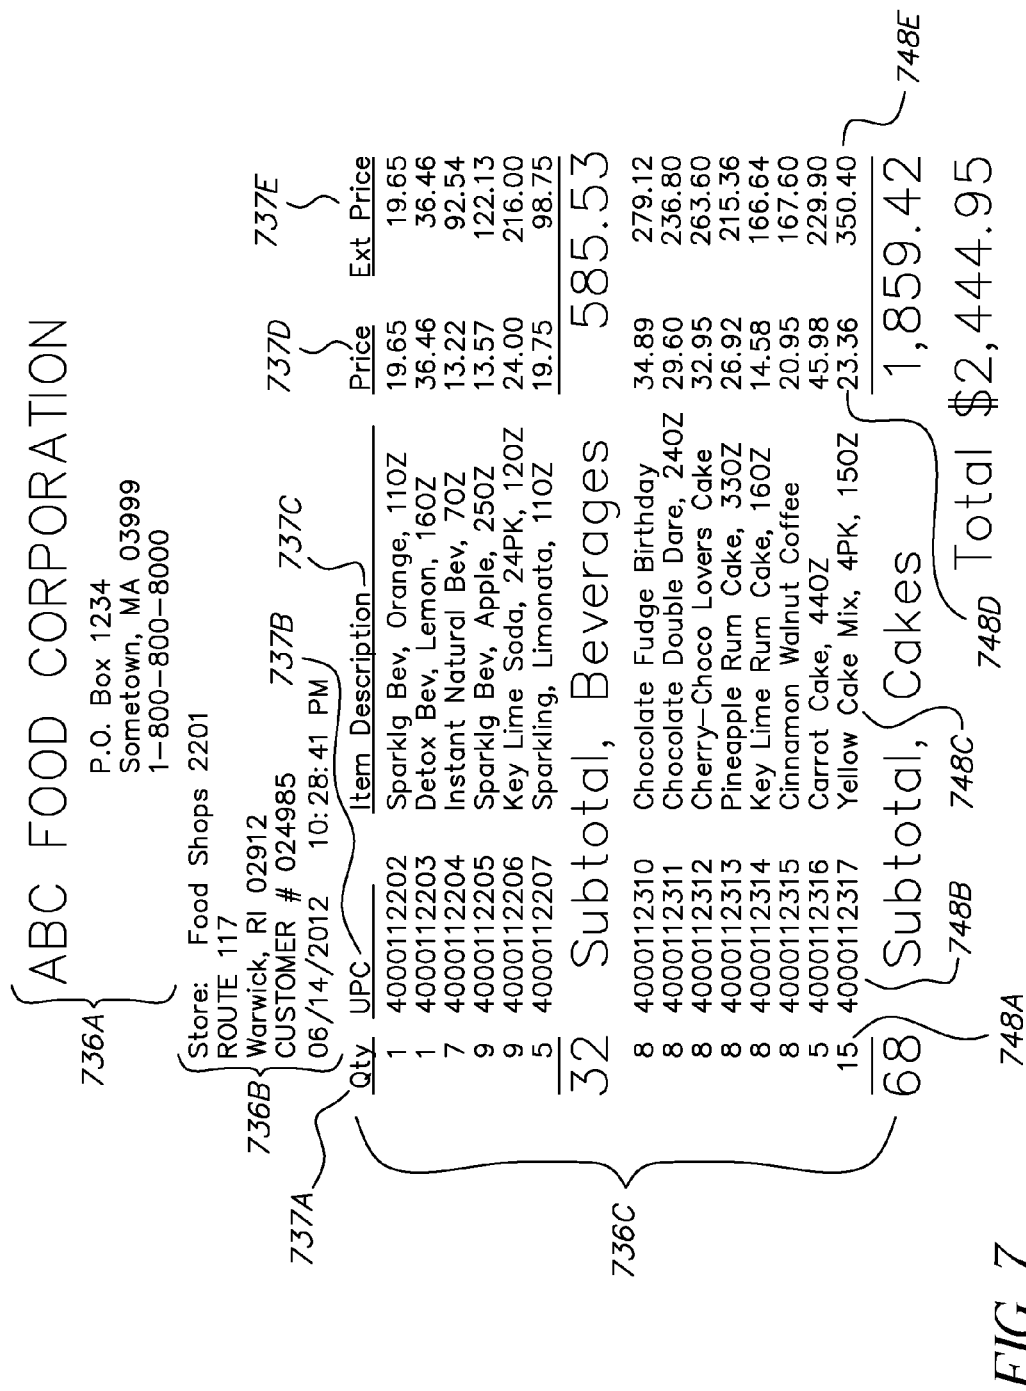 ABC FOOD CORPORATION
736A
P.O. Box 1234
Sometown, MA 03999
1-800-800-8000
Store: Food Shops 2201
ROUTE 117
Warwick, RI 02912
CUSTOMER # 024985
06/14/2012 10:28:41 PM
736B
737A 737B 737C 737D 737E
Qty UPC Item Description Price Ext Price
1 4000112202 Sparklg Bev, Orange, 11OZ 19.65 19.65
1 4000112203 Detox Bev, Lemon, 16OZ 36.46 36.46
7 4000112204 Instant Natural Bev, 7OZ 13.22 92.54
9 4000112205 Sparklg Bev, Apple, 25OZ 13.57 122.13
9 4000112206 Key Lime Soda, 24PK, 12OZ 24.00 216.00
5 4000112207 Sparkling, Limonata, 11OZ 19.75 98.75
32 Subtotal, Beverages 585.53
8 4000112310 Chocolate Fudge Birthday 34.89 279.12
8 4000112311 Chocolate Double Dare, 24OZ 29.60 236.80
8 4000112312 Cherry-Choco Lovers Cake 32.95 263.60
8 4000112313 Pineapple Rum Cake, 33OZ 26.92 215.36
8 4000112314 Key Lime Rum Cake, 16OZ 14.58 166.64
8 4000112315 Cinnamon Walnut Coffee 20.95 167.60
5 4000112316 Carrot Cake, 44OZ 45.98 229.90
15 4000112317 Yellow Cake Mix, 4PK, 15OZ 23.36 350.40
736C
68 Subtotal, Cakes 1,859.42
Total $2,444.95
748A 748B 748C 748D 748E
FIG. 7